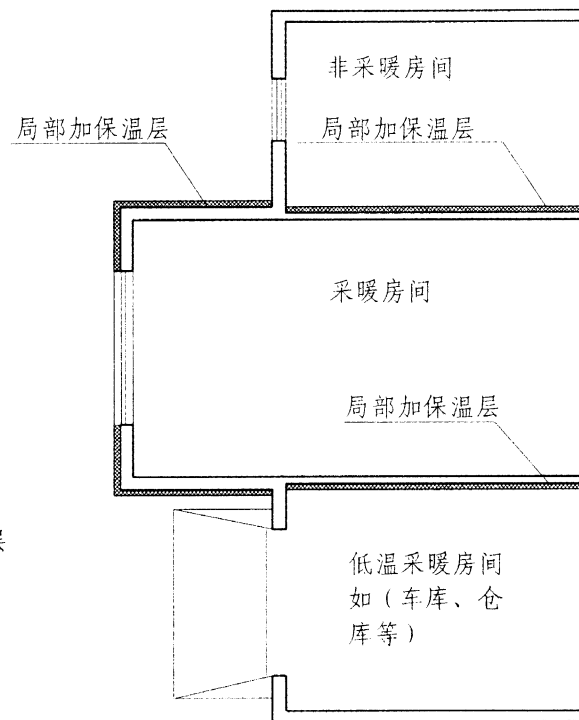 非采暖房间
局部加保温层
局部加保温层
采暖房间
局部加保温层
层
低温采暖房间
如（车库、仓
库等）